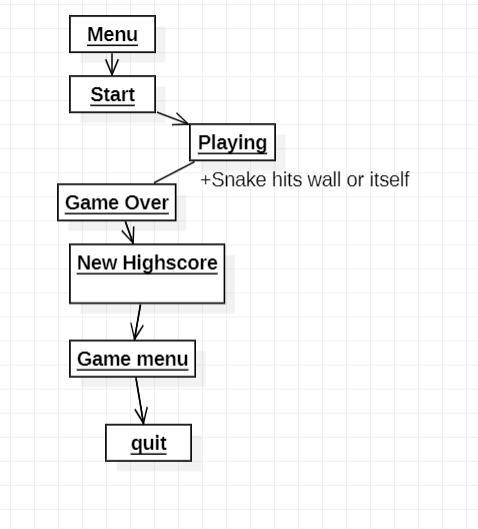 Menu
Start
Playing
+Snake hits wall or itself
Game Over
New Highscore
Game menu
quit